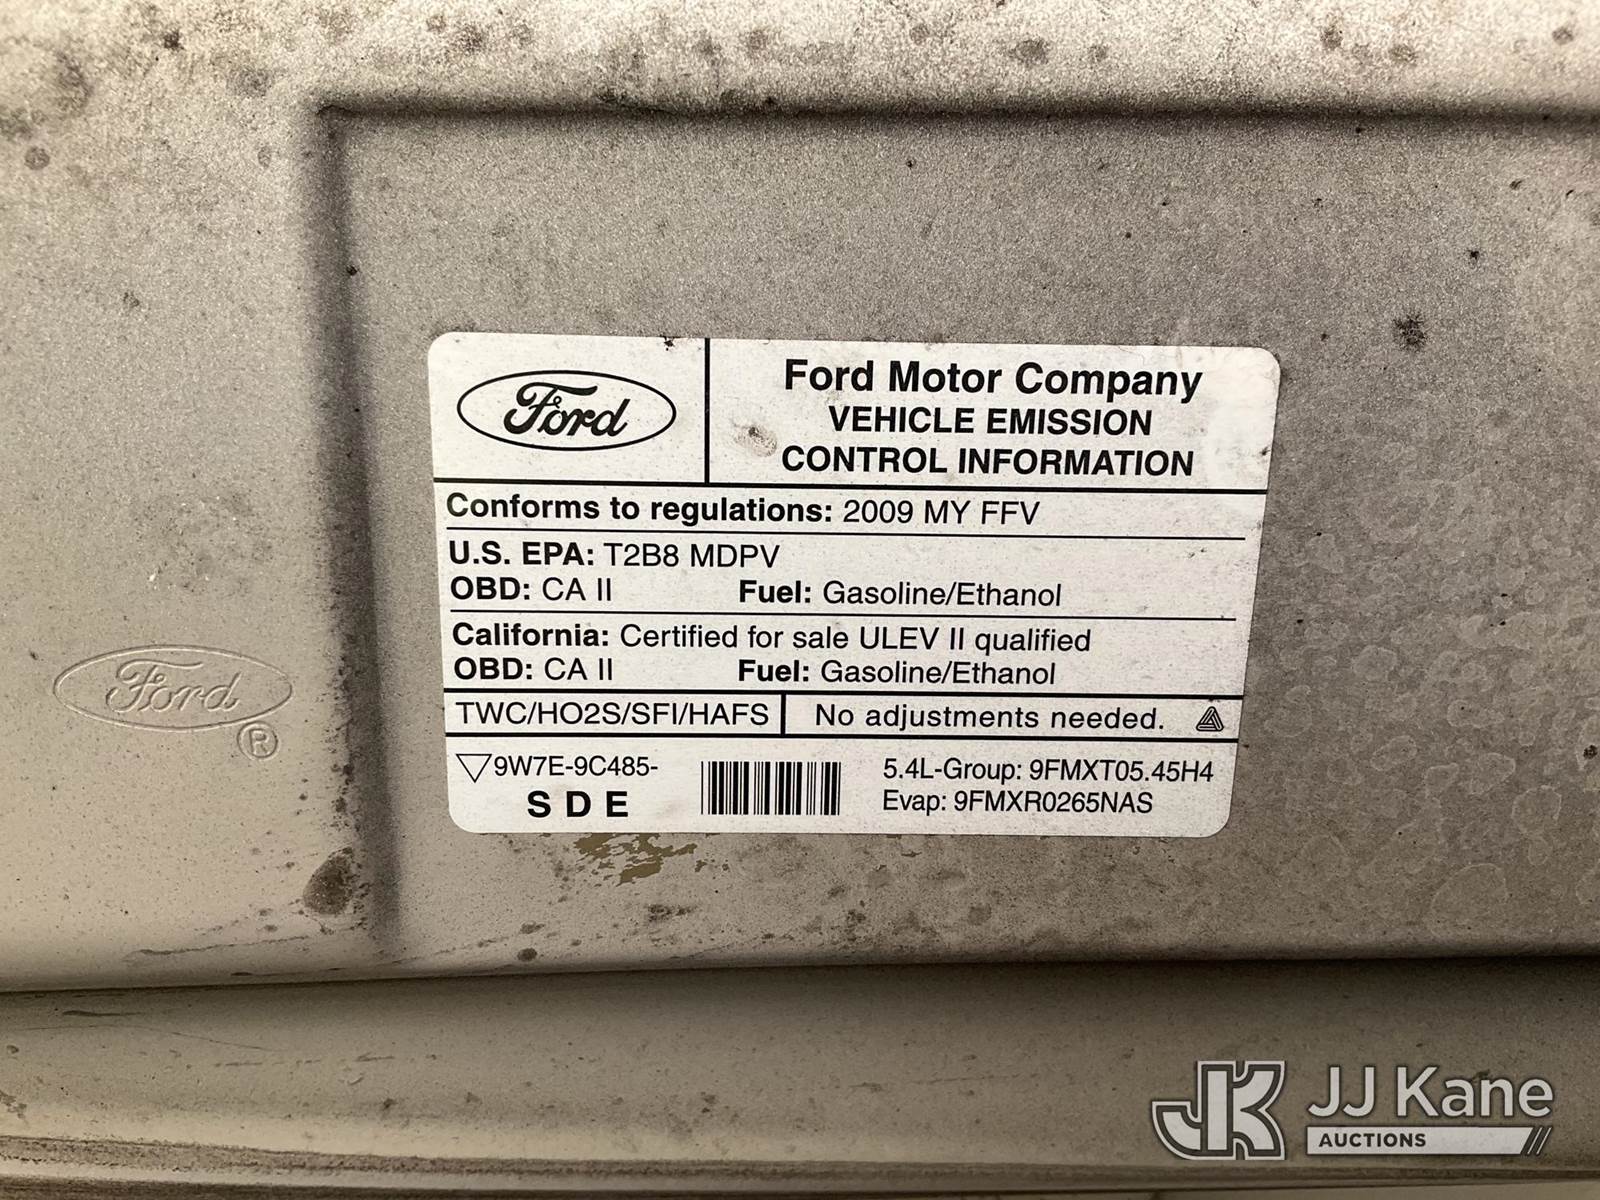 Ford
Ford Motor Company
VEHICLE EMISSION
CONTROL INFORMATION
Conforms to regulations: 2009 MY FFV
U.S. EPA: T2B8 MDPV
OBD: CA II Fuel: Gasoline/Ethanol
California: Certified for sale ULEV II qualified
OBD: CA II Fuel: Gasoline/Ethanol
TWC/HO2S/SFI/HAFS No adjustments needed.
9W7E-9C485-
SDE
5.4L-Group: 9FMXT05.45H4
Evap: 9FMXR0265NAS
Ford
®
JK JJ Kane
AUCTIONS